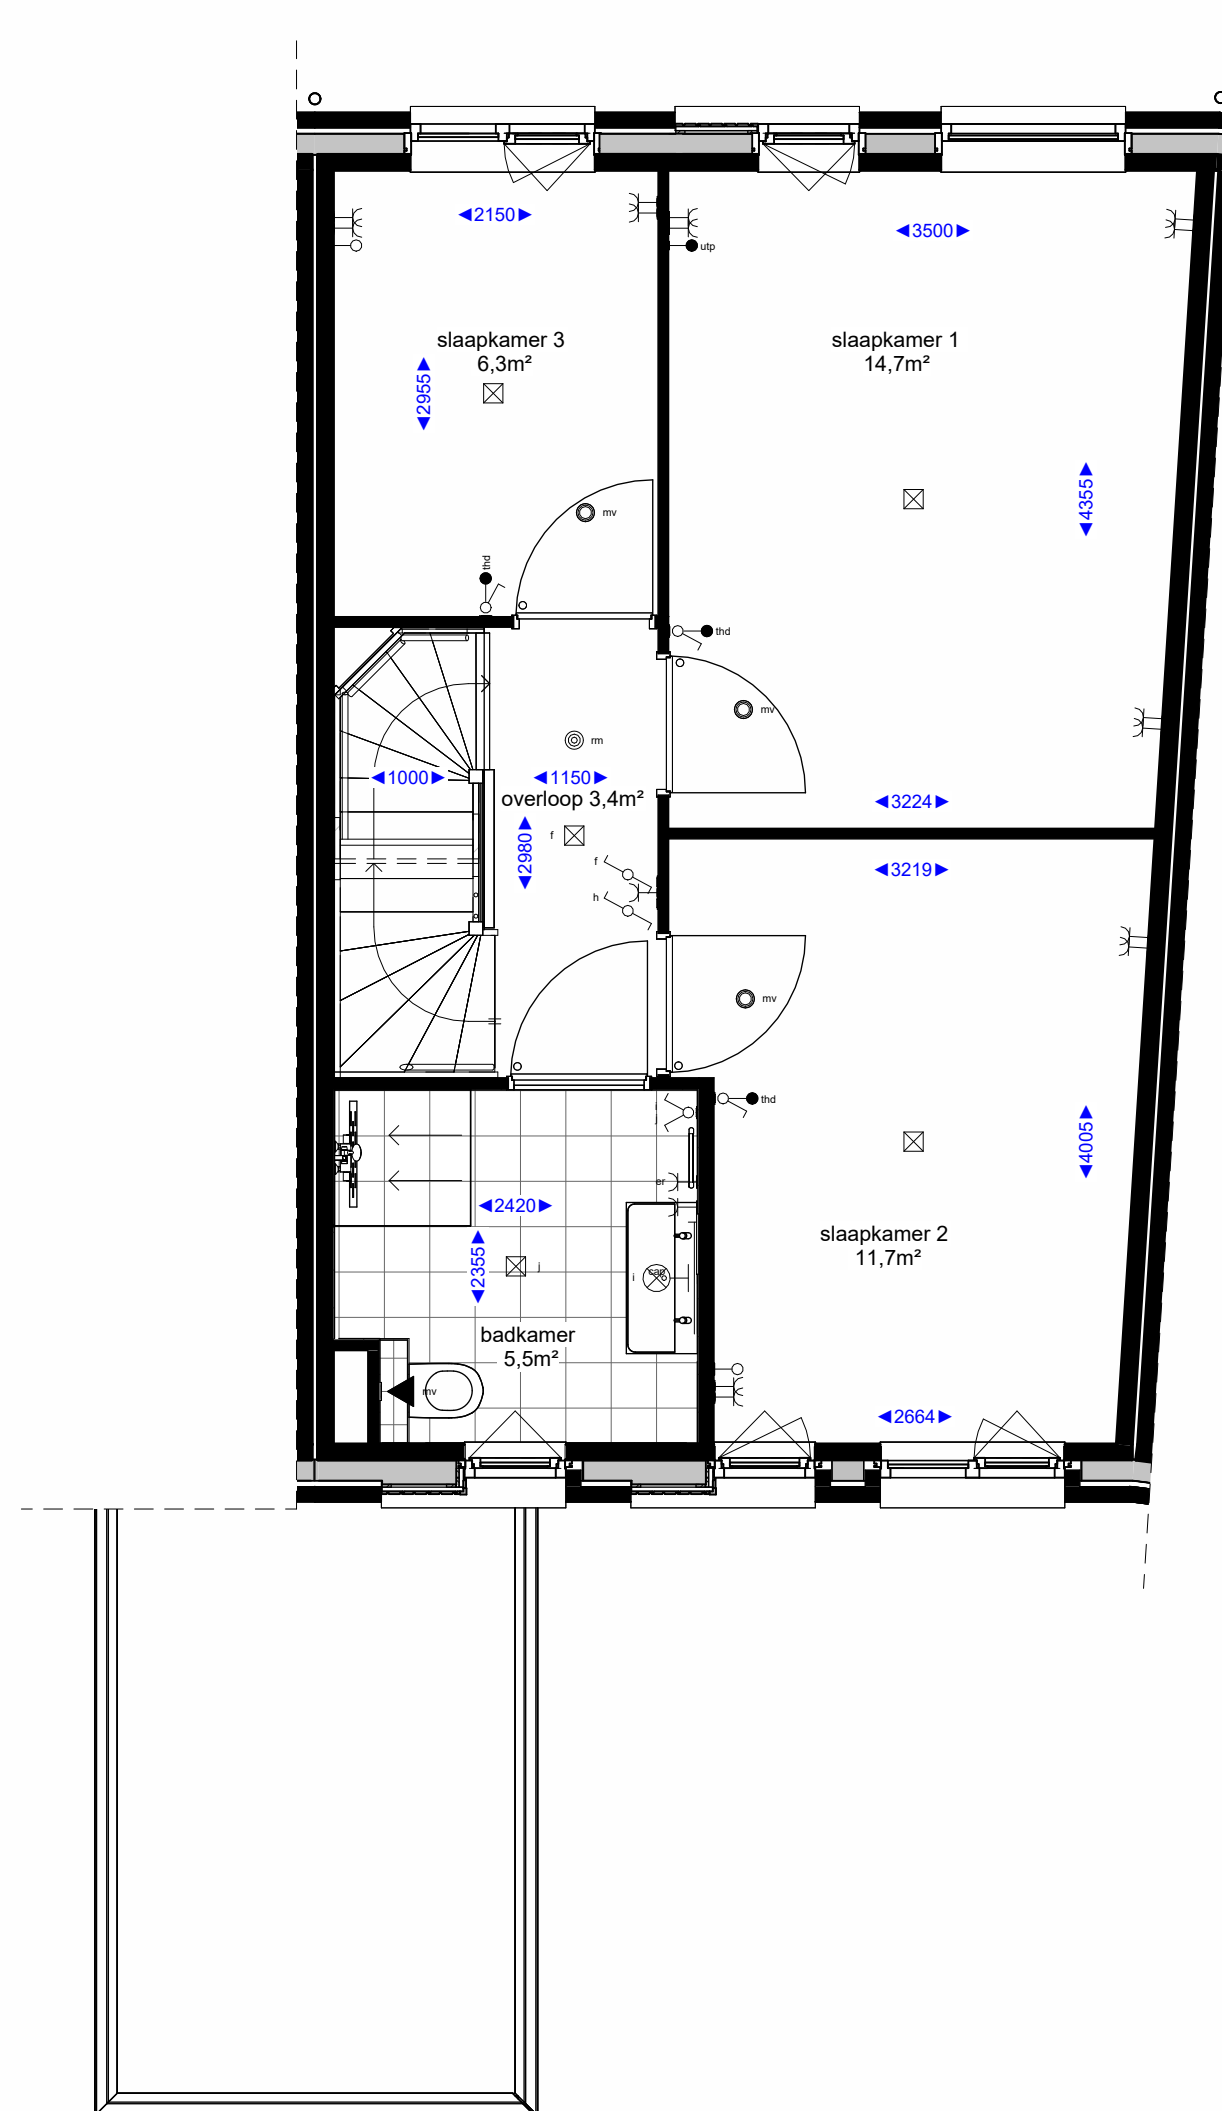 2150
3500
utp
slaapkamer 3
6,3m²
slaapkamer 1
14,7m²
2955
4355
mv
thd
thd
mv
rm
1000
1150
overloop 3,4m²
3224
f
2980
f
3219
h
mv
thd
j
4005
er
2420
2355
j
slaapkamer 2
11,7m²
i
cap
badkamer
5,5m²
mv
2664